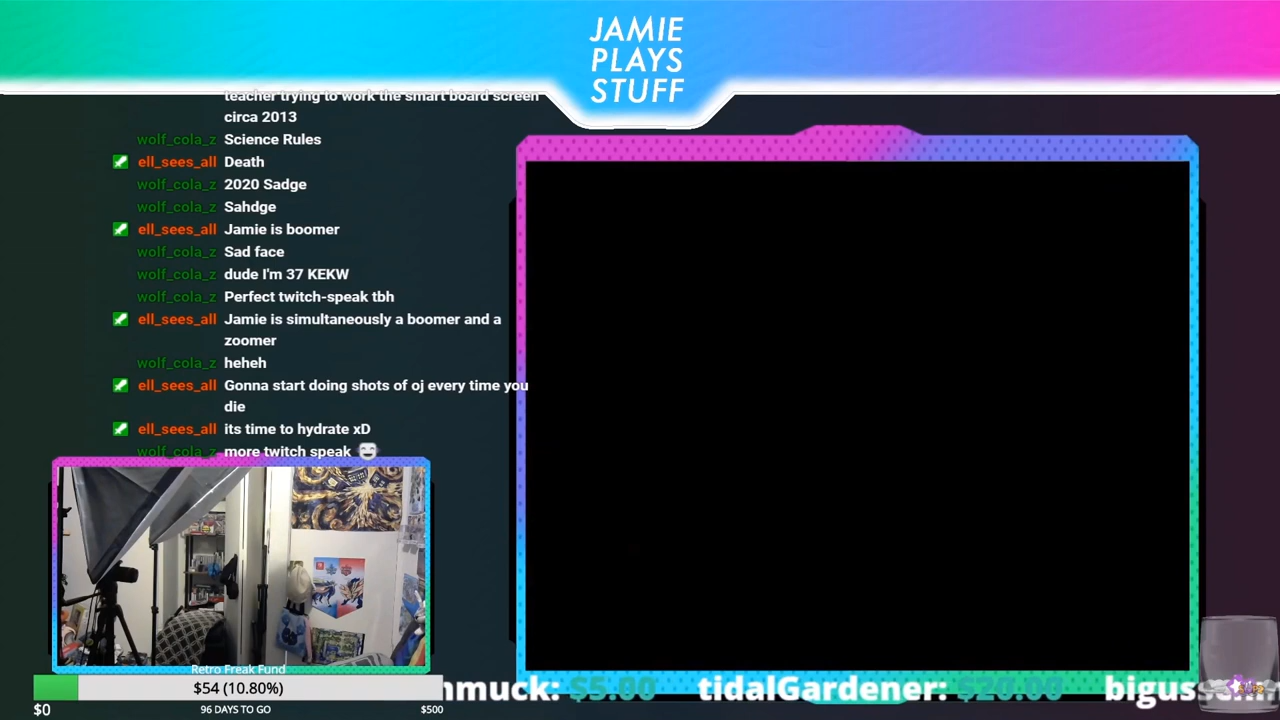 JAMIE
PLAYS
STUFF
teacher trying to work the smart board screen
circa 2013
wolf_cola_z Science Rules
ell_sees_all Death
wolf_cola_z 2020 Sadge
wolf_cola_z Sahdge
ell_sees_all Jamie is boomer
wolf_cola_z Sad face
wolf_cola_z dude I'm 37 KEKW
wolf_cola_z Perfect twitch-speak tbh
ell_sees_all Jamie is simultaneously a boomer and a
zoomer
wolf_cola_z heheh
ell_sees_all Gonna start doing shots of oj every time you
die
ell_sees_all its time to hydrate xD
wolf_cola_z more twitch speak
Retro Freak Fund
$54 (10.80%)
$0 96 DAYS TO GO $500
hmuck: $5.00 tidalGardener: $20.00